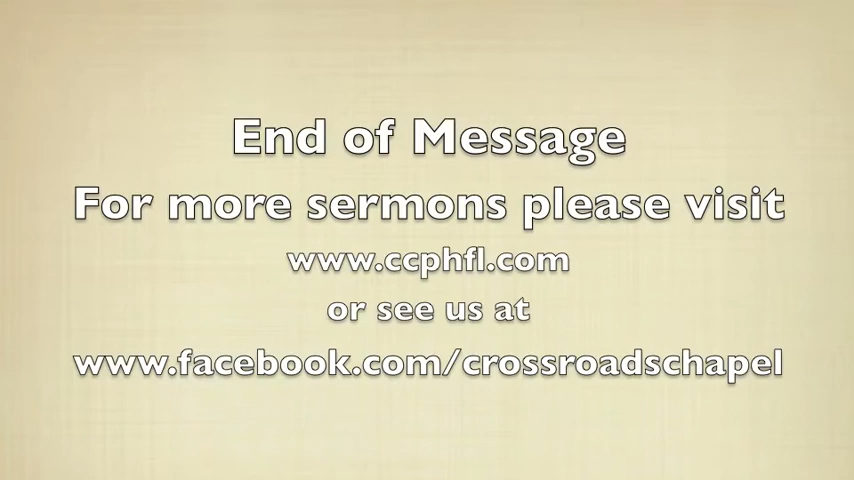 End of Message
For more sermons please visit
www.ccphfl.com
or see us at
www.facebook.com/crossroadschapel